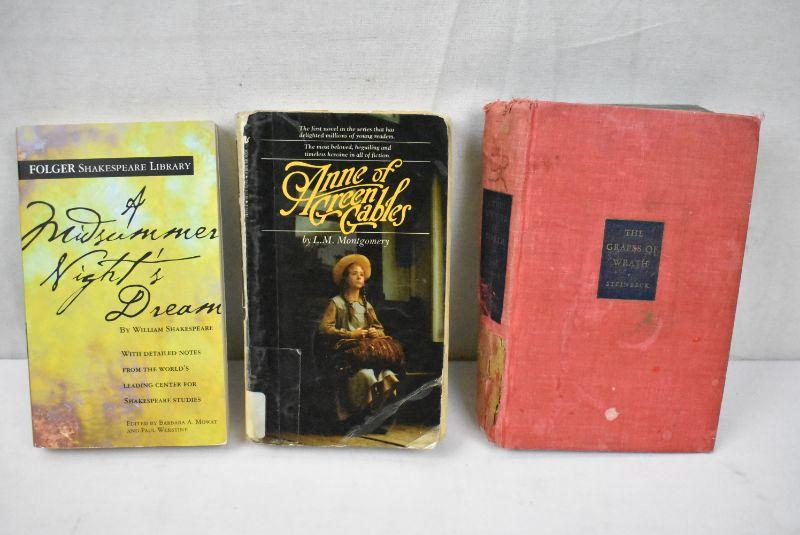 FOLGER SHAKESPEARE LIBRARY
A
Midsummer
Night's
Dream
BY WILLIAM SHAKESPEARE
WITH DETAILED NOTES
FROM THE WORLD'S
LEADING CENTER FOR
SHAKESPEARE STUDIES
EDITED BY BARBARA A. MOWAT
AND PAUL WERSTINE
The first novel in the series that has
delighted millions of young readers.
The most beloved, beguiling and
timeless heroine in all of fiction.
Anne of
Green
Gables
by L.M. Montgomery
THE
GRAPES OF
WRATH
STEINBECK